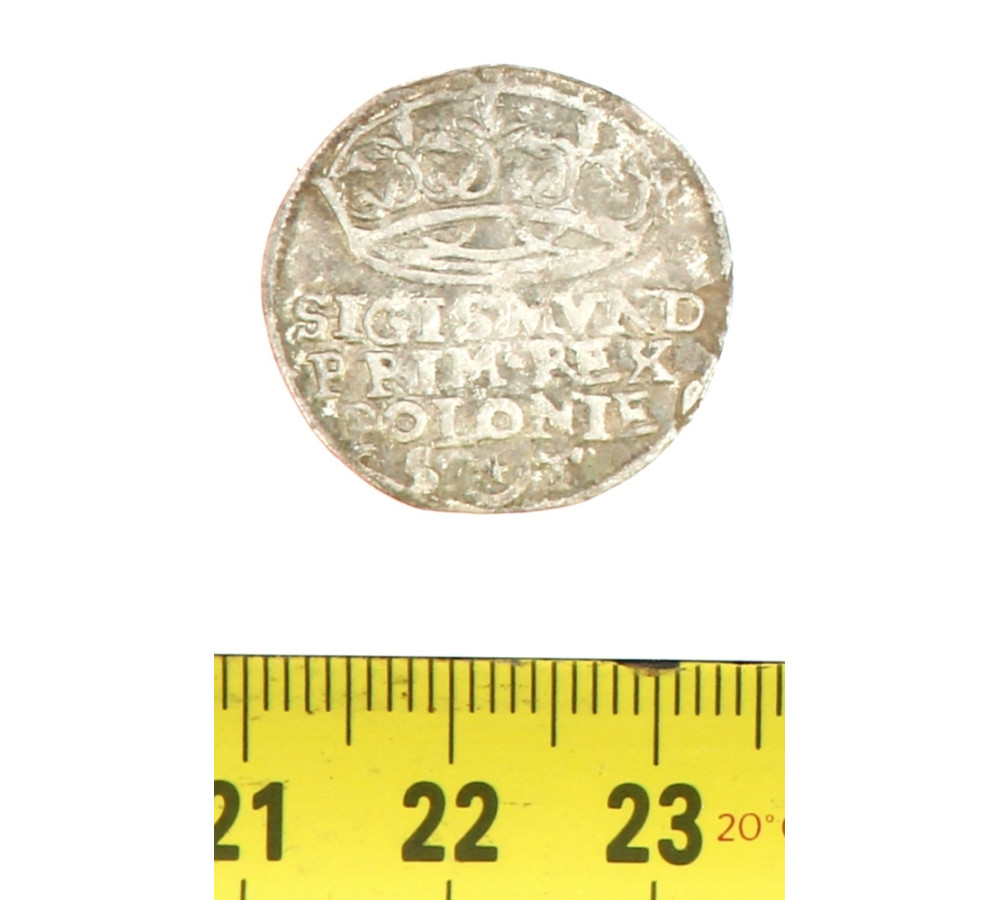 SIGISMVND
PRIM·REX
POLONIE
21 22 23 20°